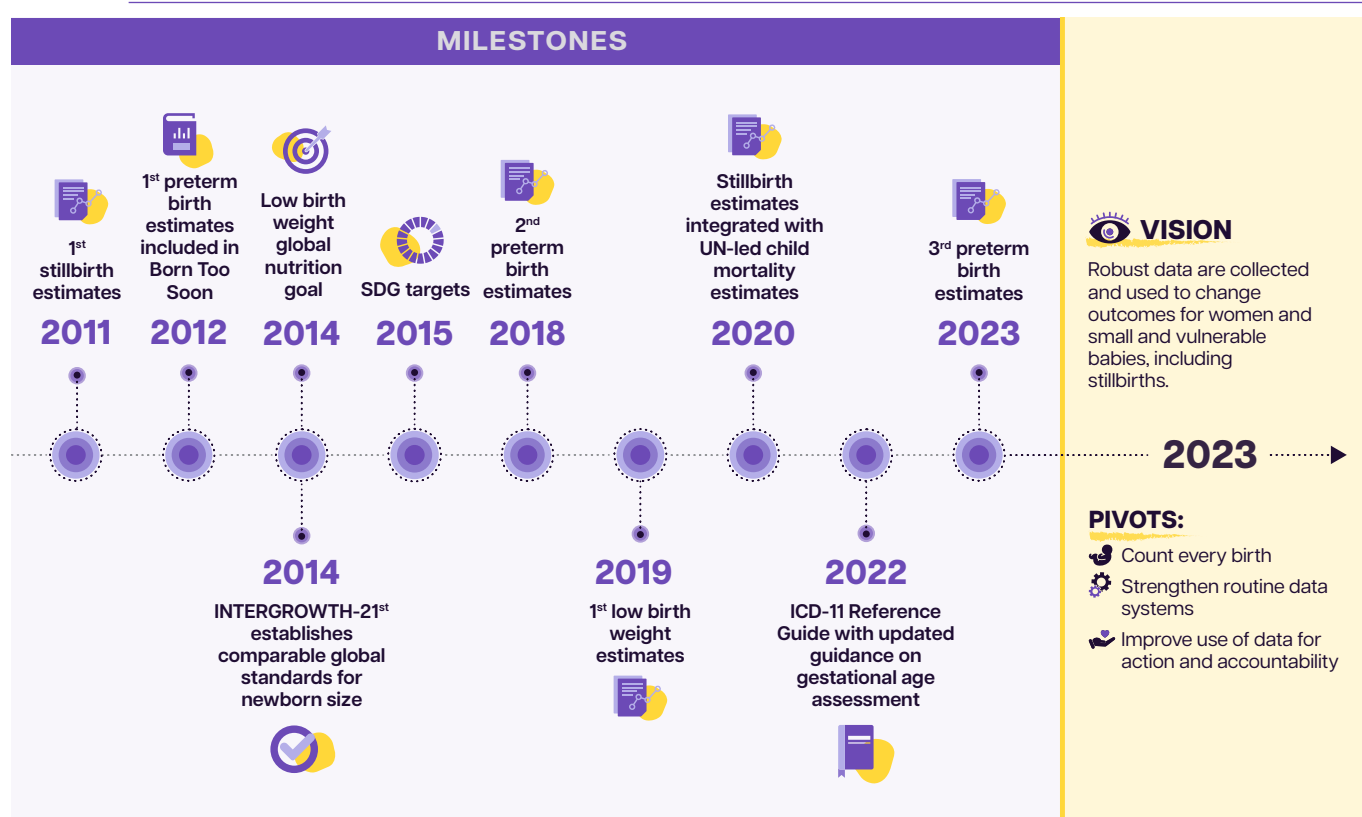 MILESTONES
1st
stillbirth
estimates
2011
1st preterm
birth
estimates
included in
Born Too
Soon
2012
Low birth
weight
global
nutrition
goal
2014
SDG targets
2015
2nd
preterm
birth
estimates
2018
Stillbirth
estimates
integrated with
UN-led child
mortality
estimates
2020
3rd preterm
birth
estimates
2023
2014
INTERGROWTH-21st
establishes
comparable global
standards for
newborn size
2019
1st low birth
weight
estimates
2022
ICD-11 Reference
Guide with updated
guidance on
gestational age
assessment
VISION
Robust data are collected
and used to change
outcomes for women and
small and vulnerable
babies, including
stillbirths.
2023
PIVOTS:
Count every birth
Strengthen routine data
systems
Improve use of data for
action and accountability